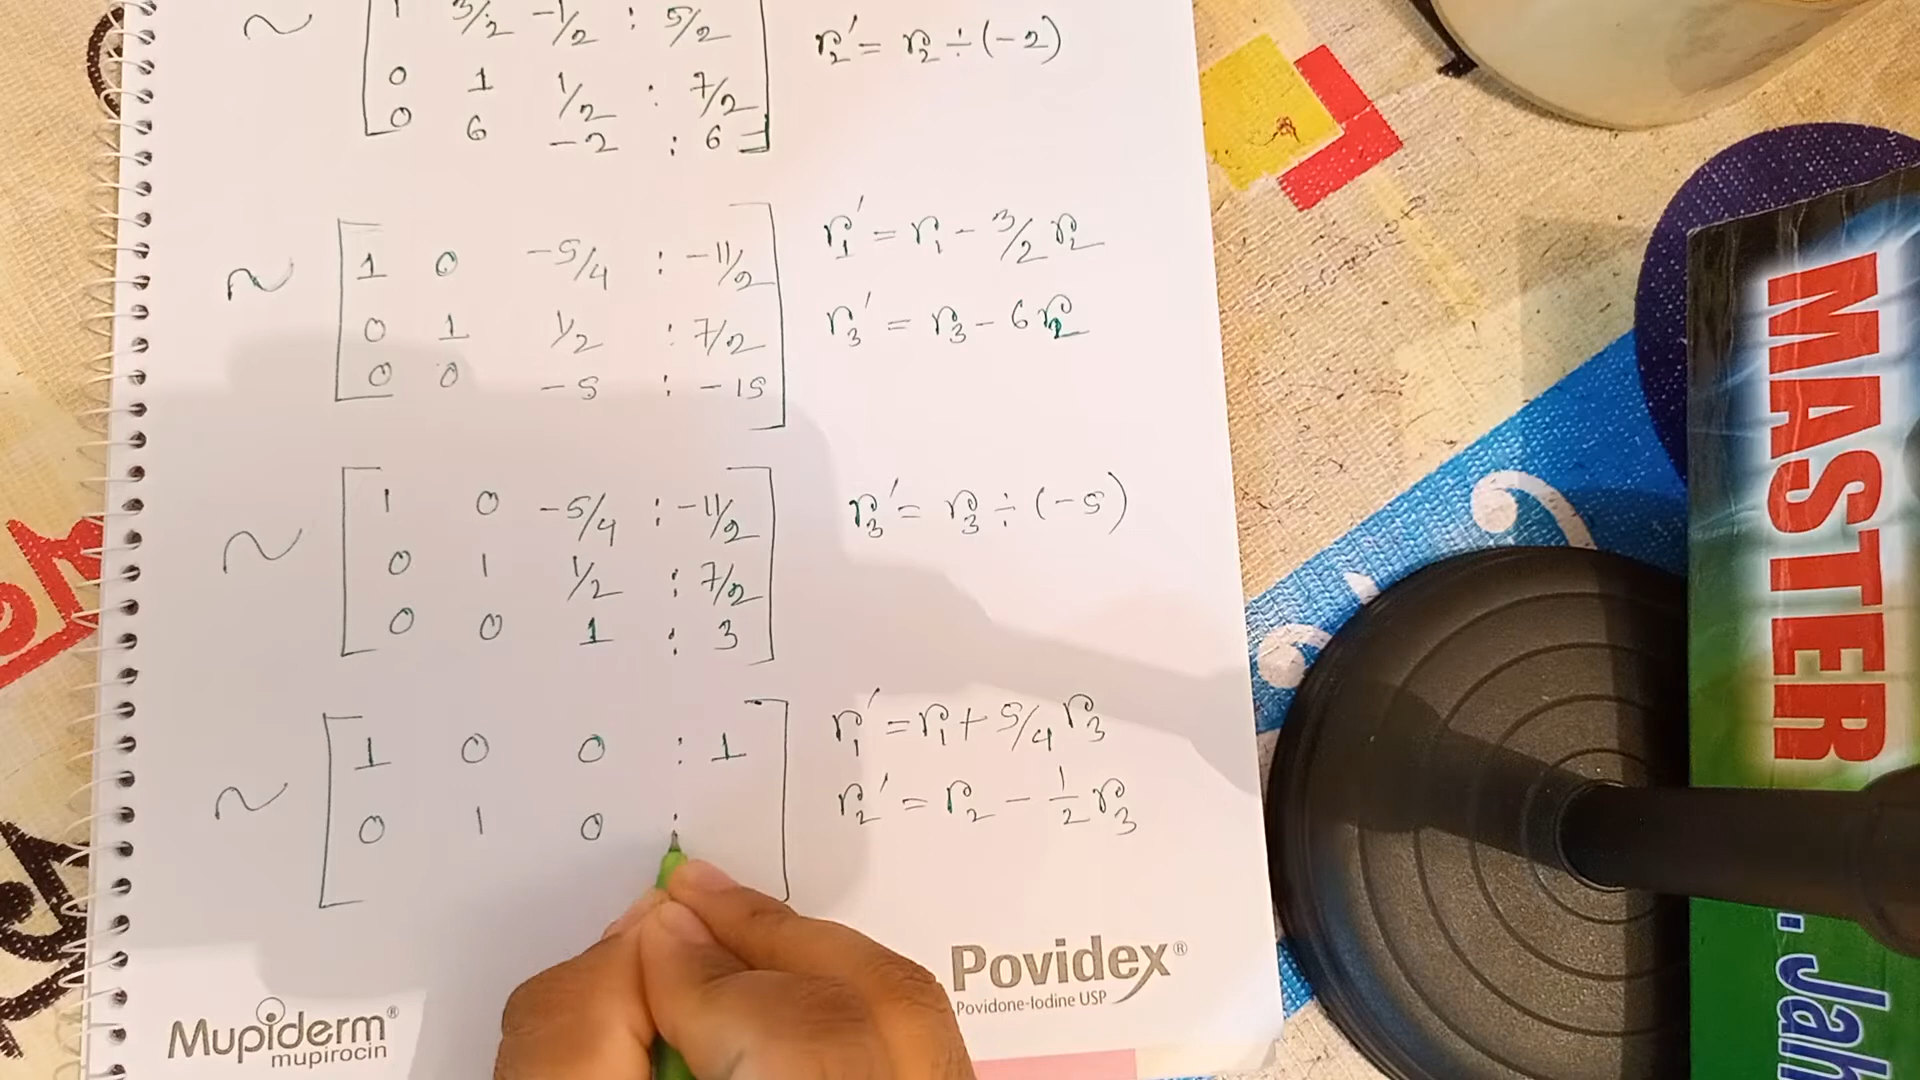 ~ 1 3/2 -1/2 : 5/2
r₂' = r₂ ÷ (-2)
0 1 1/2 : 7/2
0 6 -2 : 6
~ 1 0 -5/4 : -11/2
r₁' = r₁ - 3/2 r₂
0 1 1/2 : 7/2
r₃' = r₃ - 6r₂
0 0 -5 : -15
~ 1 0 -5/4 : -11/2
r₃' = r₃ ÷ (-5)
0 1 1/2 : 7/2
0 0 1 : 3
~ 1 0 0 : 1
r₁' = r₁ + 5/4 r₃
0 1 0 :
r₂' = r₂ - 1/2 r₃
Povidex®
Povidone-Iodine USP
Mupiderm®
mupirocin
MASTER